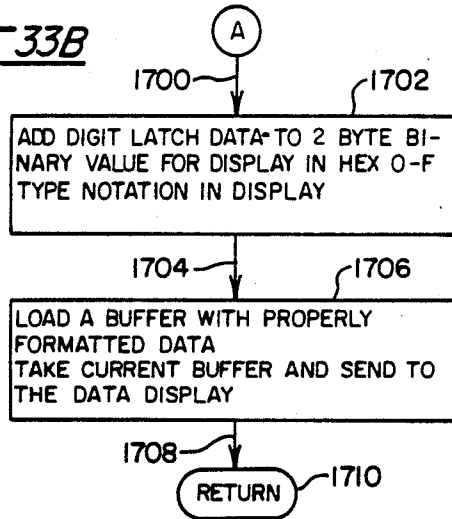 33B
A
1700
1702
ADD DIGIT LATCH DATA TO 2 BYTE BI-
NARY VALUE FOR DISPLAY IN HEX O-F
TYPE NOTATION IN DISPLAY
1704
1706
LOAD A BUFFER WITH PROPERLY
FORMATTED DATA
TAKE CURRENT BUFFER AND SEND TO
THE DATA DISPLAY
1708
RETURN
1710